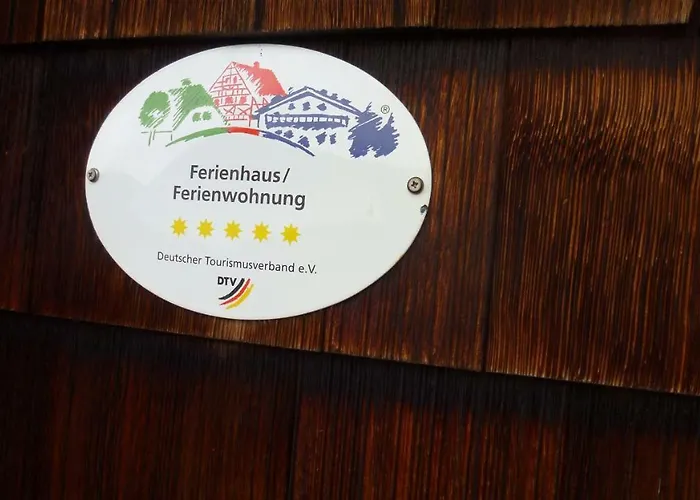 ®
Ferienhaus/
Ferienwohnung
Deutscher Tourismusverband e.V.
DTV